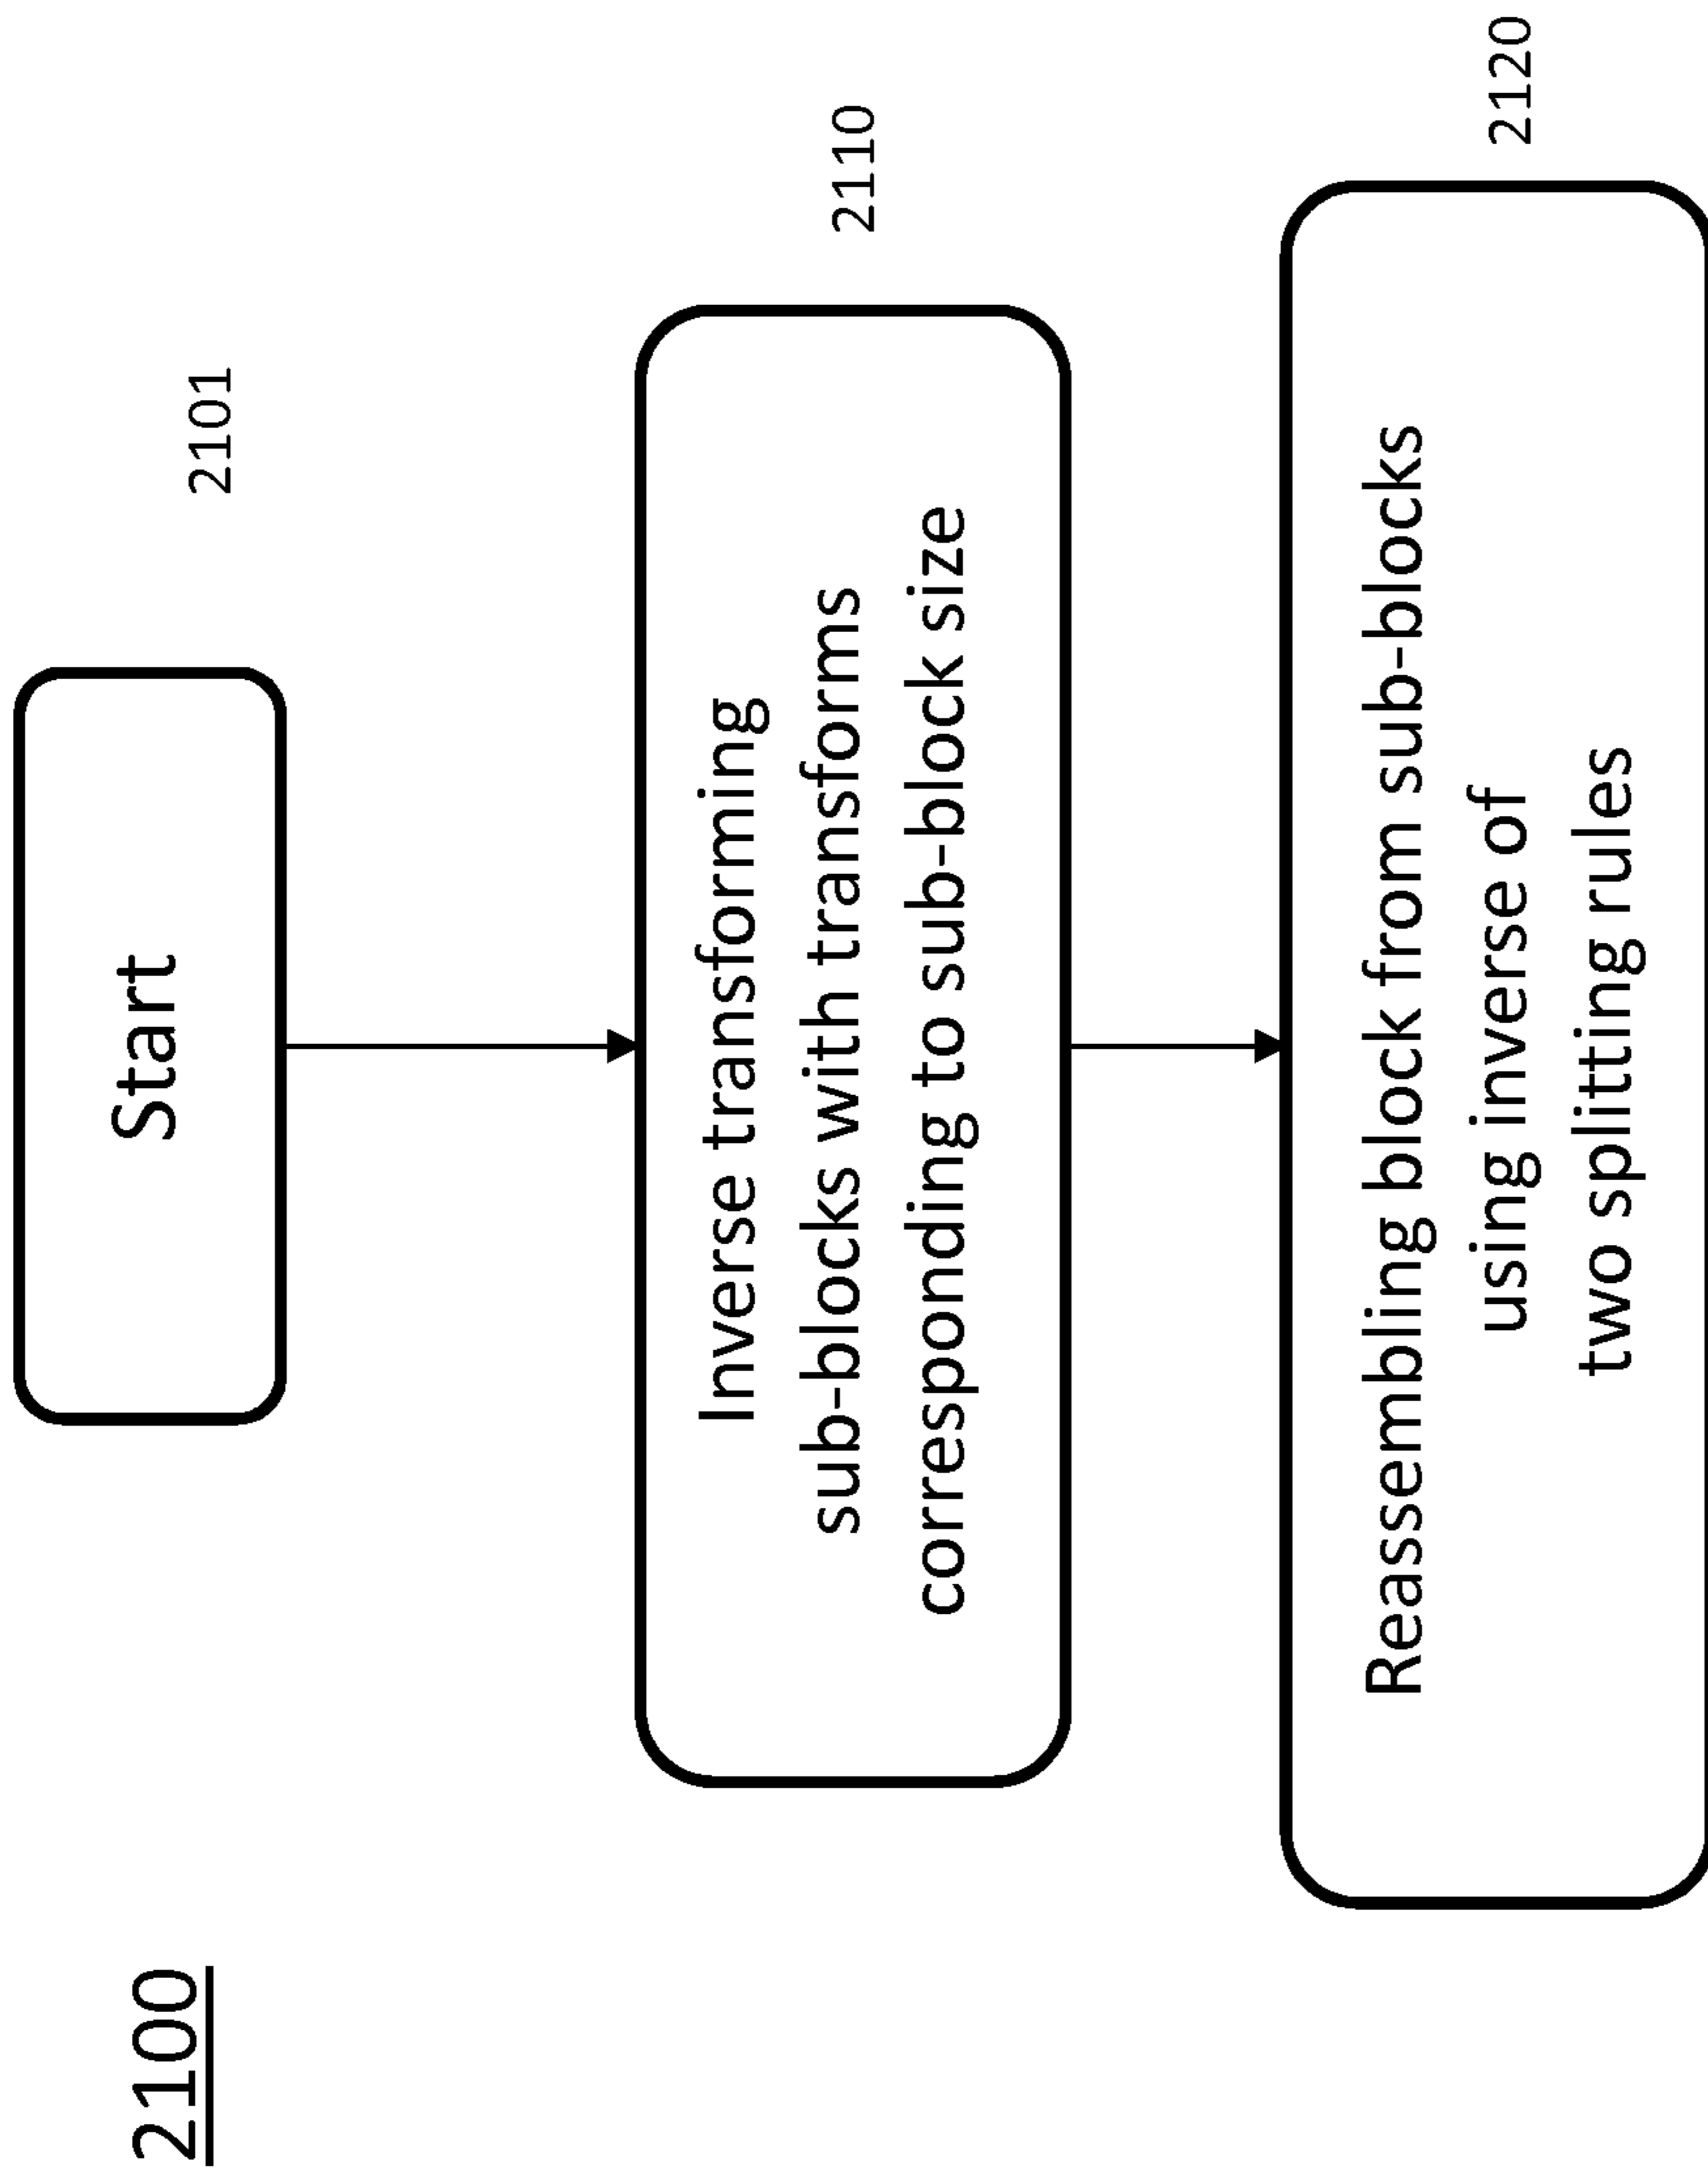 2100
Start
2101
Inverse transforming
sub-blocks with transforms
corresponding to sub-block size
2110
Reassembling block from sub-blocks
using inverse of
two splitting rules
2120